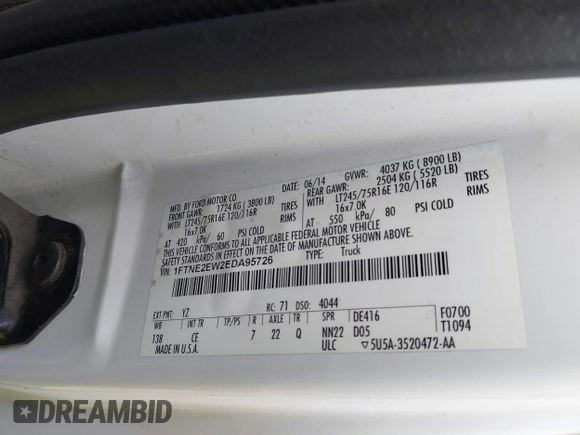 MFD. BY FORD MOTOR CO.
DATE: 06/14 GVWR: 4037 KG ( 8900 LB)
FRONT GAWR: 1724 KG ( 3800 LB) REAR GAWR: 2504 KG ( 5520 LB)
WITH LT245/75R16E 120/116R TIRES WITH LT245/75R16E 120/116R TIRES
16x7.0K RIMS 16x7.0K RIMS
AT 420 kPa/ 60 PSI COLD AT 550 kPa/ 80 PSI COLD
THIS VEHICLE CONFORMS TO ALL APPLICABLE FEDERAL MOTOR VEHICLE
SAFETY STANDARDS IN EFFECT ON THE DATE OF MANUFACTURE SHOWN ABOVE.
VIN: 1FTNE2EW2EDA95726 TYPE: Truck
EXT PNT: YZ RC: 71 DSO: 4044 F0700
WB INT TR TP/PS R AXLE TR SPR DE416 T1094
138 CE 7 22 Q NN22 D05
MADE IN U.S.A. ULC 5U5A-3520472-AA
DREAMBID